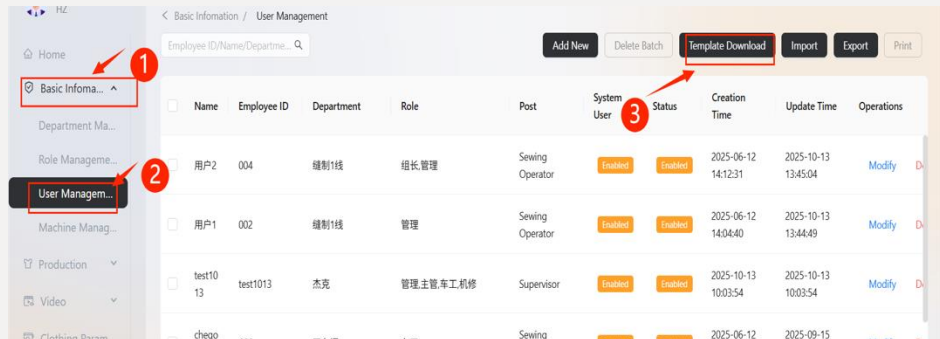 H2
< Basic Infomation / User Management
Employee ID/Name/Departme...
Add New
Delete Batch
Template Download
Import
Export
Print
Home
1
Basic Infoma...
Department Ma...
Role Manageme...
2
User Managem...
Machine Manag...
Production
Video
Clothing Param
3
Name Employee ID Department Role Post System User Status Creation Time Update Time Operations
用户2 004 缝制1线 组长,管理 Sewing Operator Enabled Enabled 2025-06-12 14:12:31 2025-10-13 13:45:04 Modify
用户1 002 缝制1线 管理 Sewing Operator Enabled Enabled 2025-06-12 14:04:40 2025-10-13 13:44:49 Modify
test1013 test1013 杰克 管理,主管,车工,机修 Supervisor Enabled Enabled 2025-10-13 10:03:54 2025-10-13 10:03:54 Modify
chego Sewing 2025-06-12 2025-09-15